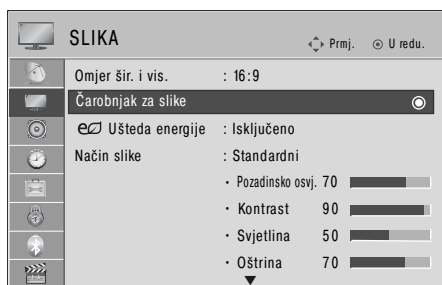 SLIKA
Prmj. U redu.
Omjer šir. i vis. : 16:9
Čarobnjak za slike
Ušteda energije : Isključeno
Način slike : Standardni
• Pozadinsko osvj. 70
• Kontrast 90
• Svjetlina 50
• Oštrina 70